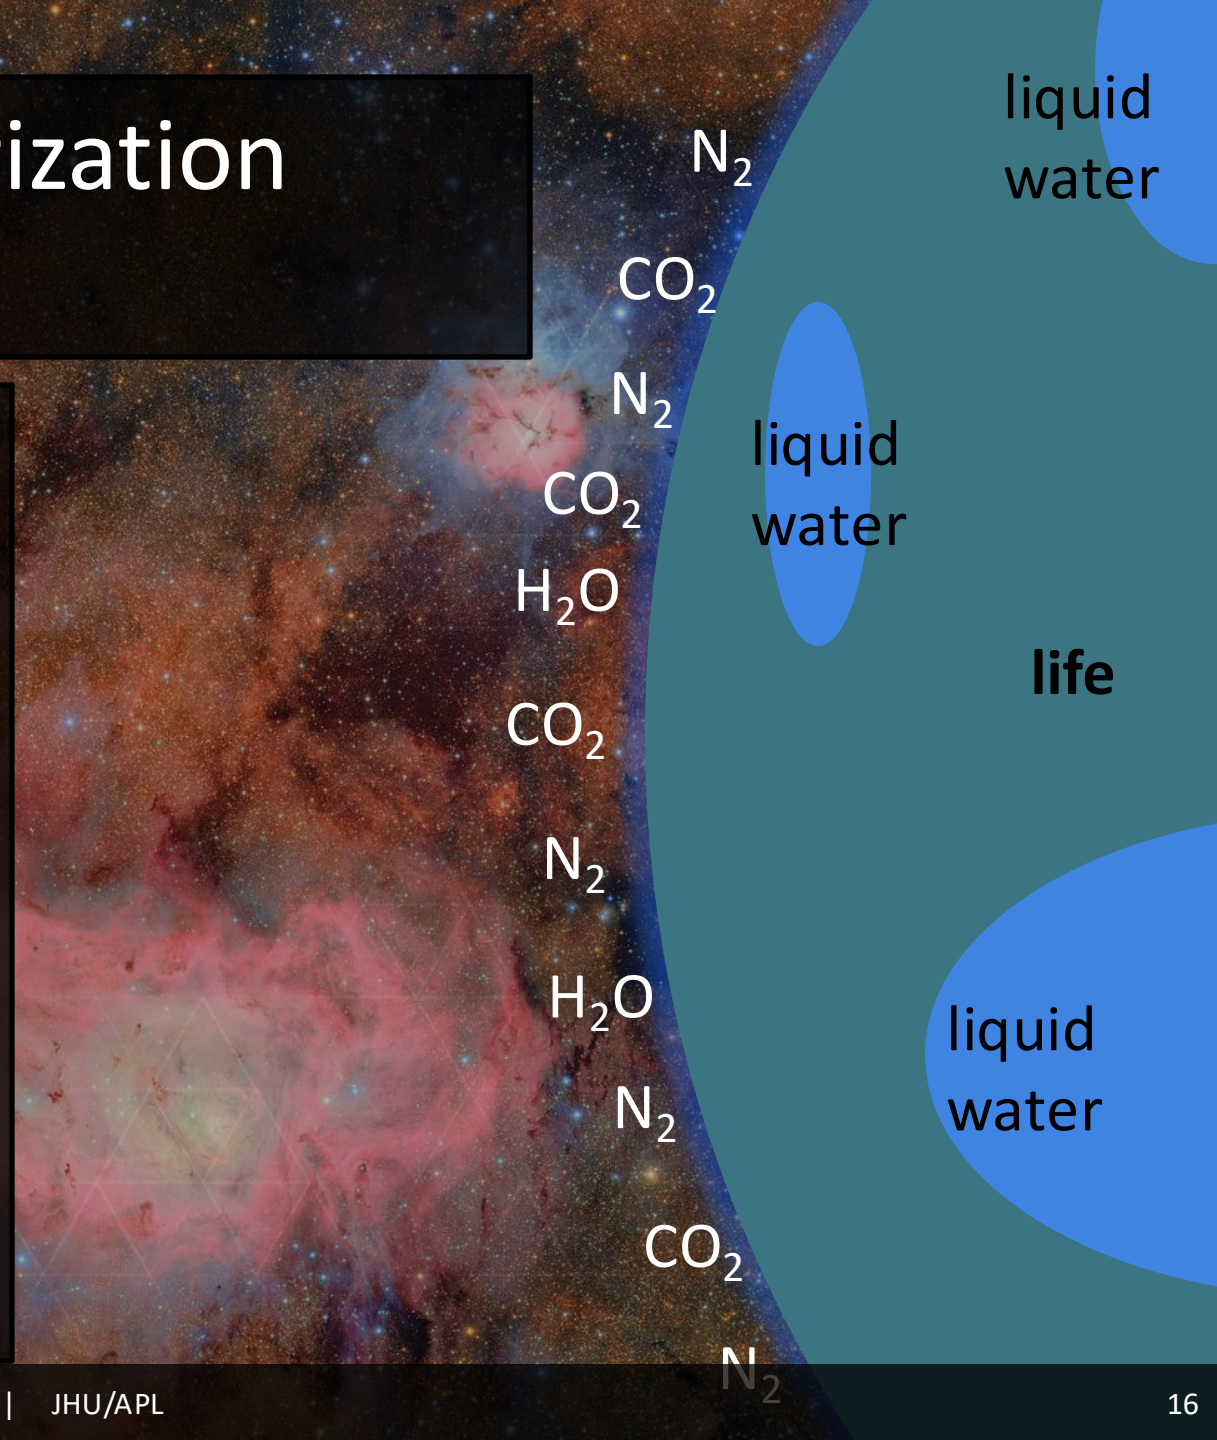 ization
N₂
CO₂
N₂
CO₂
H₂O
CO₂
N₂
H₂O
N₂
CO₂
N₂
liquid
water
liquid
water
life
liquid
water
| JHU/APL
16